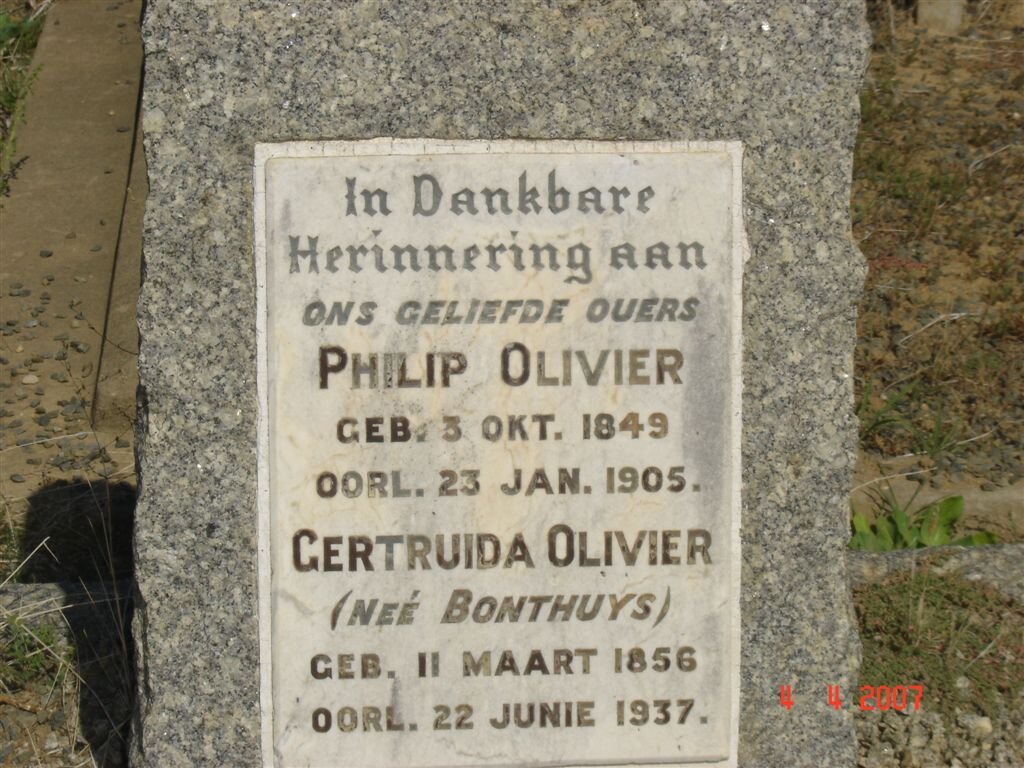 In Dankbare
Herinnering aan
ONS GELIEFDE OUERS
PHILIP OLIVIER
GEB. 3 OKT. 1849
OORL. 23 JAN. 1905.
GERTRUIDA OLIVIER
(NEÉ BONTHUYS)
GEB. 11 MAART 1856
OORL. 22 JUNIE 1937.
4 4 2007